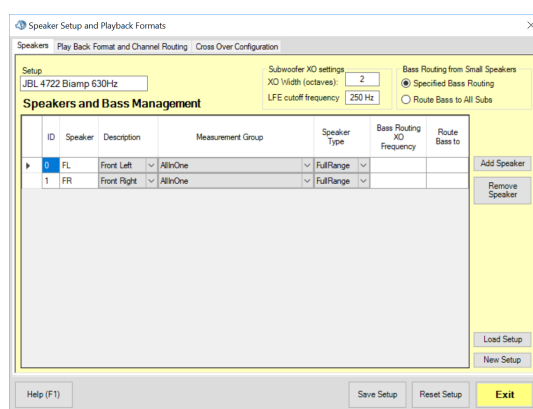 Speaker Setup and Playback Formats
Speakers Play Back Format and Channel Routing Cross Over Configuration
Setup
JBL 4722 Biamp 630Hz
Subwoofer XO settings
XO Width (octaves): 2
LFE cutoff frequency 250 Hz
Bass Routing from Small Speakers
Specified Bass Routing
Route Bass to All Subs
Speakers and Bass Management
ID Speaker Description Measurement Group Speaker Type Bass Routing XO Frequency Route Bass to
0 FL Front Left AllInOne FullRange
1 FR Front Right AllInOne FullRange
Add Speaker
Remove
Speaker
Load Setup
New Setup
Help (F1) Save Setup Reset Setup Exit